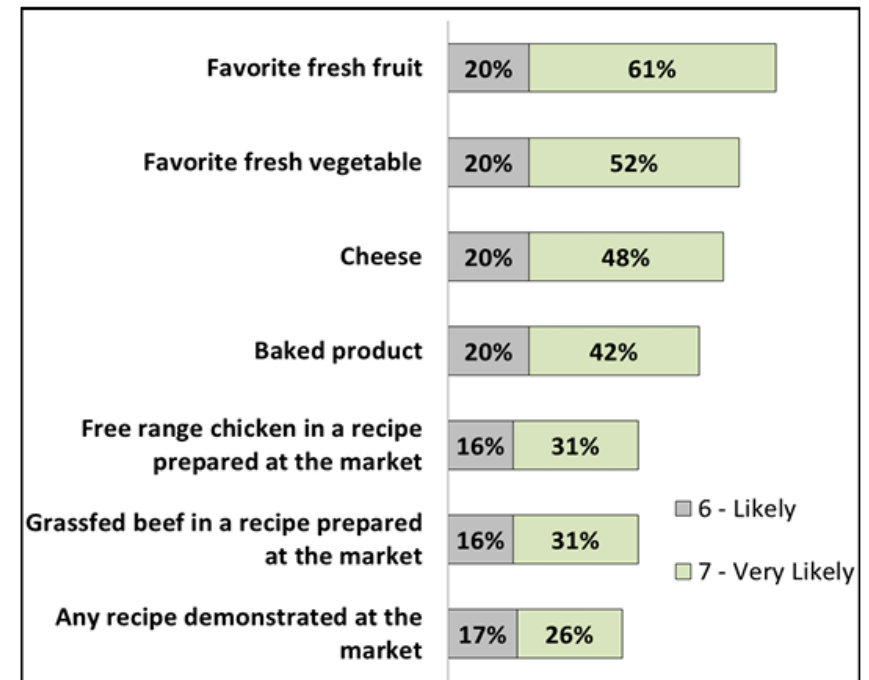 Favorite fresh fruit 20% 61%
Favorite fresh vegetable 20% 52%
Cheese 20% 48%
Baked product 20% 42%
Free range chicken in a recipe
prepared at the market 16% 31%
Grassfed beef in a recipe prepared
at the market 16% 31%
Any recipe demonstrated at the
market 17% 26%
6 - Likely
7 - Very Likely